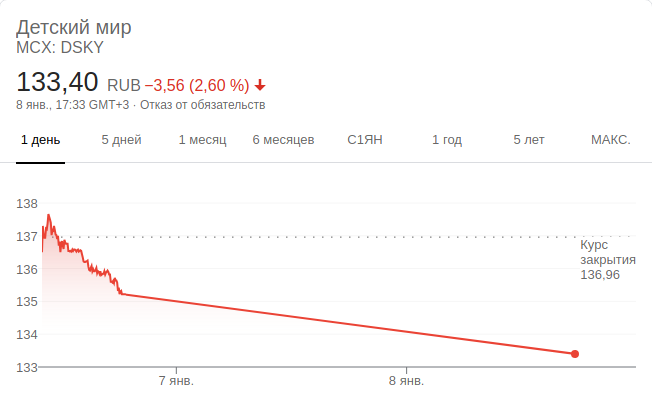 Детский мир
MCX: DSKY
133,40 RUB −3,56 (2,60 %)
8 янв., 17:33 GMT+3 · Отказ от обязательств
1 день 5 дней 1 месяц 6 месяцев С1ЯН 1 год 5 лет МАКС.
138
137
Курс
закрытия
136,96
136
135
134
133
7 янв. 8 янв.